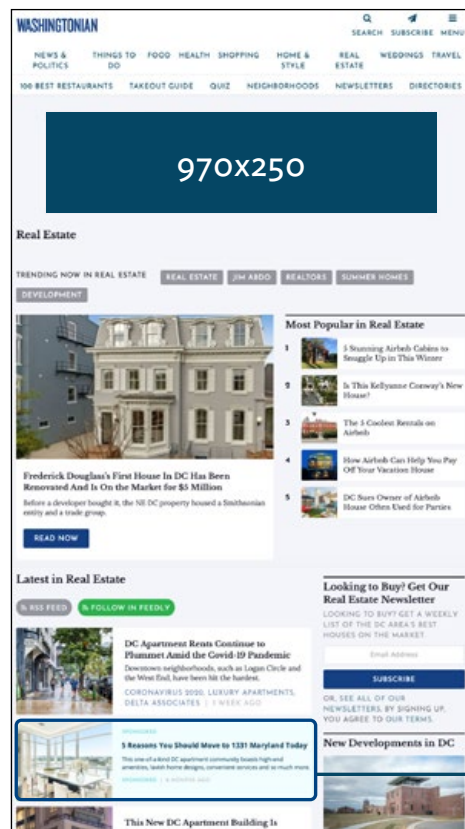 WASHINGTONIAN
SEARCH SUBSCRIBE MENU
NEWS & POLITICS THINGS TO DO FOOD HEALTH SHOPPING HOME & STYLE REAL ESTATE WEDDINGS TRAVEL
100 BEST RESTAURANTS TAKEOUT GUIDE QUIZ NEIGHBORHOODS NEWSLETTERS DIRECTORIES
970x250
Real Estate
TRENDING NOW IN REAL ESTATE REAL ESTATE JIM ABDO REALTORS SUMMER HOMES
DEVELOPMENT
Frederick Douglass's First House In DC Has Been
Renovated And Is On the Market for $5 Million
Before a developer bought it, the NE DC property housed a Smithsonian
entity and a trade group.
READ NOW
Most Popular in Real Estate
1 5 Stunning Airbnb Cabins to
Snuggle Up in This Winter
2 Is This Kellyanne Conway's New
House?
3 The 5 Coolest Rentals on
Airbnb
4 How Airbnb Can Help You Pay
Off Your Vacation House
5 DC Sues Owner of Airbnb
House Often Used for Parties
Latest in Real Estate
RSS FEED FOLLOW IN FEEDLY
DC Apartment Rents Continue to
Plummet Amid the Covid-19 Pandemic
Downtown neighborhoods, such as Logan Circle and
the West End, have been hit the hardest.
CORONAVIRUS 2020, LUXURY APARTMENTS,
DELTA ASSOCIATES | 1 WEEK AGO
SPONSORED
5 Reasons You Should Move to 1331 Maryland Today
This one-of-a-kind DC apartment community boasts high-end
amenities, lavish home designs, convenient services and so much more.
SPONSORED | MONTHS AGO
This New DC Apartment Building Is
Looking to Buy? Get Our
Real Estate Newsletter
LOOKING TO BUY? GET A WEEKLY
LIST OF THE DC AREA'S BEST
HOUSES ON THE MARKET.
Email Address
SUBSCRIBE
OR, SEE ALL OF OUR
NEWSLETTERS. BY SIGNING UP,
YOU AGREE TO OUR TERMS.
New Developments in DC